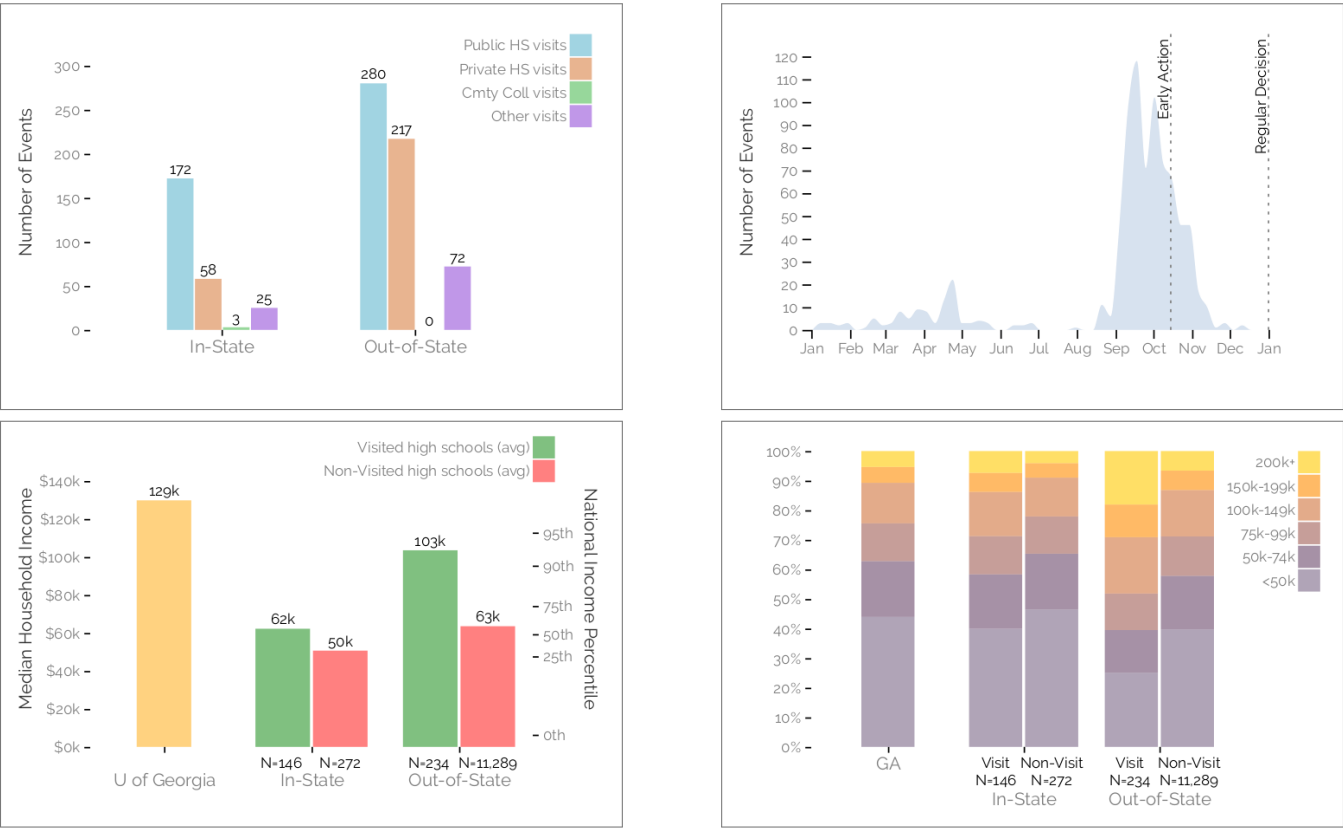 Public HS visits
Private HS visits
Cmty Coll visits
Other visits
Number of Events
300
250
200
150
100
50
0
172
58
3
25
280
217
0
72
In-State
Out-of-State
Number of Events
120
110
100
90
80
70
60
50
40
30
20
10
0
Early Action
Regular Decision
Jan Feb Mar Apr May Jun Jul Aug Sep Oct Nov Dec Jan
Visited high schools (avg)
Non-Visited high schools (avg)
Median Household Income
$140k
$120k
$100k
$80k
$60k
$40k
$20k
$0k
129k
62k
50k
103k
63k
National Income Percentile
95th
90th
75th
50th
25th
0th
N=146 N=272 N=234 N=11,289
U of Georgia In-State Out-of-State
100%
90%
80%
70%
60%
50%
40%
30%
20%
10%
0%
200k+
150k-199k
100k-149k
75k-99k
50k-74k
<50k
GA Visit Non-Visit Visit Non-Visit
N=146 N=272 N=234 N=11,289
In-State Out-of-State